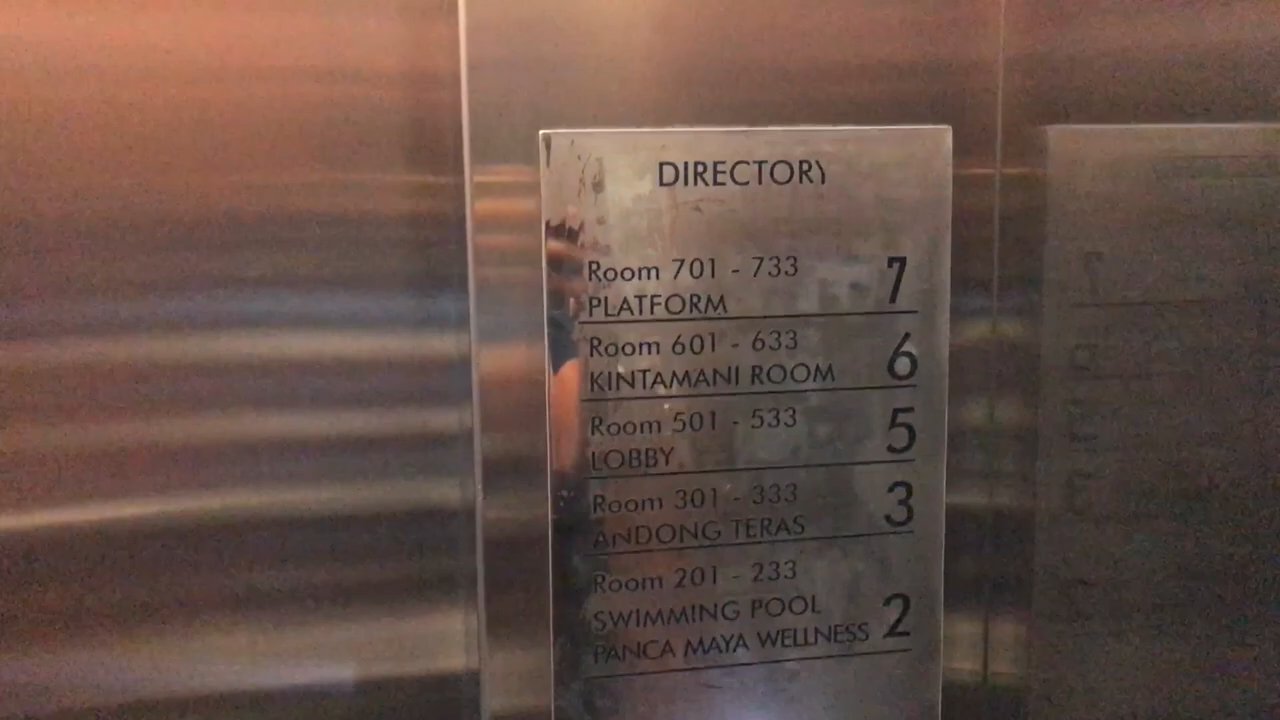 DIRECTORY
Room 701 - 733
PLATFORM
7
Room 601 - 633
KINTAMANI ROOM
6
Room 501 - 533
LOBBY
5
Room 301 - 333
ANDONG TERAS
3
Room 201 - 233
SWIMMING POOL
PANCA MAYA WELLNESS
2